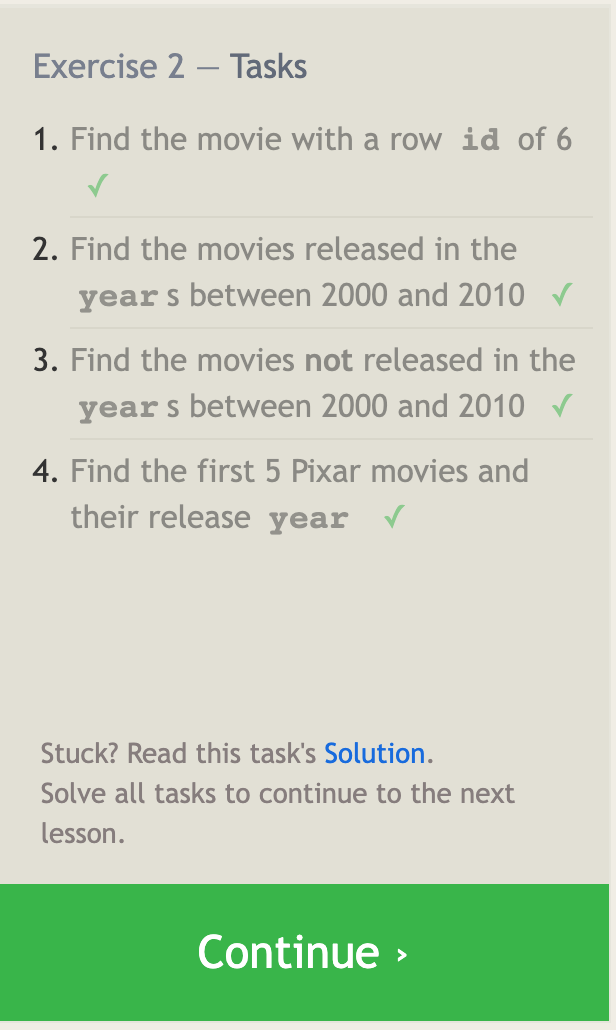 Exercise 2 — Tasks
1. Find the movie with a row id of 6
✓
2. Find the movies released in the
years between 2000 and 2010 ✓
3. Find the movies not released in the
years between 2000 and 2010 ✓
4. Find the first 5 Pixar movies and
their release year ✓
Stuck? Read this task's Solution.
Solve all tasks to continue to the next
lesson.
Continue ›